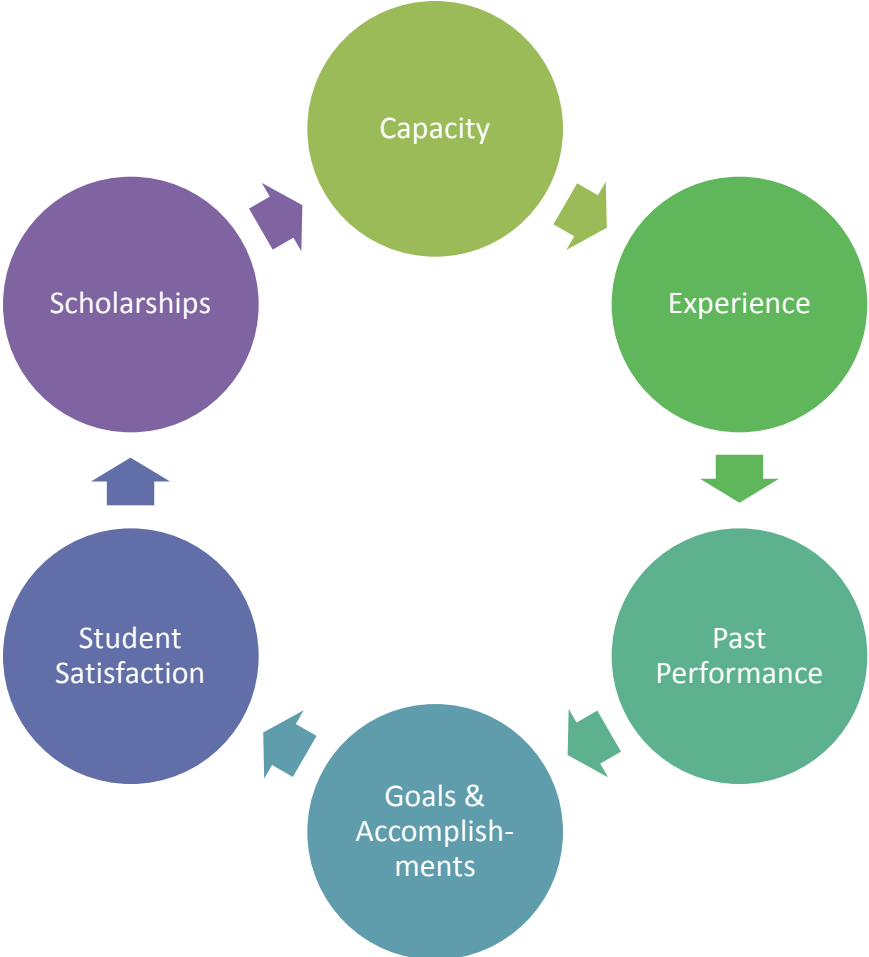 Capacity
Experience
Past
Performance
Goals &
Accomplish-
ments
Student
Satisfaction
Scholarships